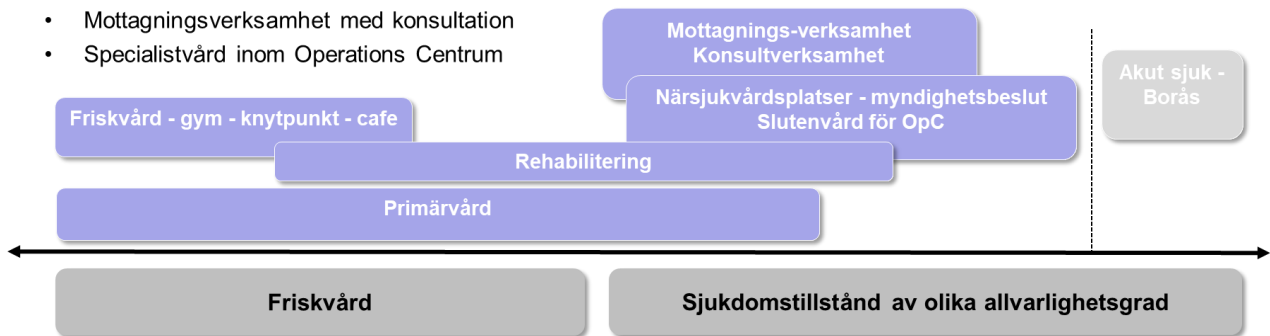 • Mottagningsverksamhet med konsultation
• Specialistvård inom Operations Centrum
Mottagnings-verksamhet
Konsultverksamhet
Akut sjuk -
Borås
Närsjukvårdsplatser - myndighetsbeslut
Slutenvård för OpC
Friskvård - gym - knytpunkt - cafe
Rehabilitering
Primärvård
Friskvård
Sjukdomstillstånd av olika allvarlighetsgrad